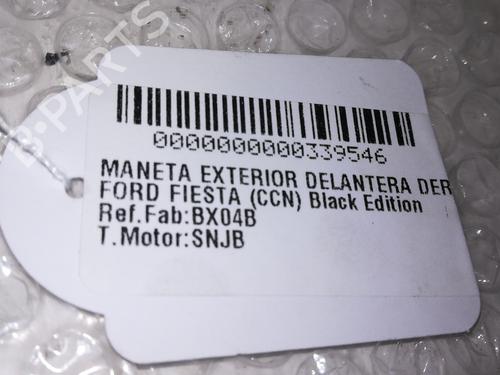 B-PARTS
0000000000339546
MANETA EXTERIOR DELANTERA DER
FORD FIESTA (CCN) Black Edition
Ref.Fab:BX04B
T.Motor:SNJB